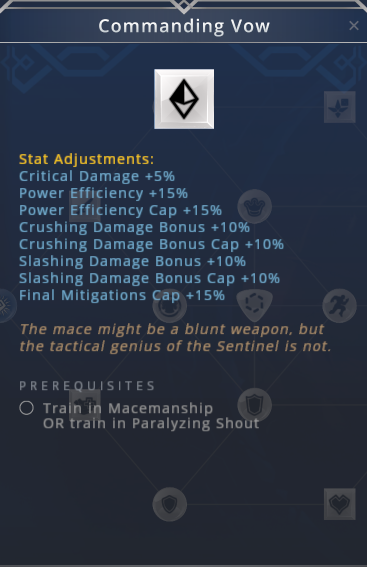 Commanding Vow
Stat Adjustments:
Critical Damage +5%
Power Efficiency +15%
Power Efficiency Cap +15%
Crushing Damage Bonus +10%
Crushing Damage Bonus Cap +10%
Slashing Damage Bonus +10%
Slashing Damage Bonus Cap +10%
Final Mitigations Cap +15%
The mace might be a blunt weapon, but
the tactical genius of the Sentinel is not.
PREREQUISITES
Train in Macemanship
OR train in Paralyzing Shout